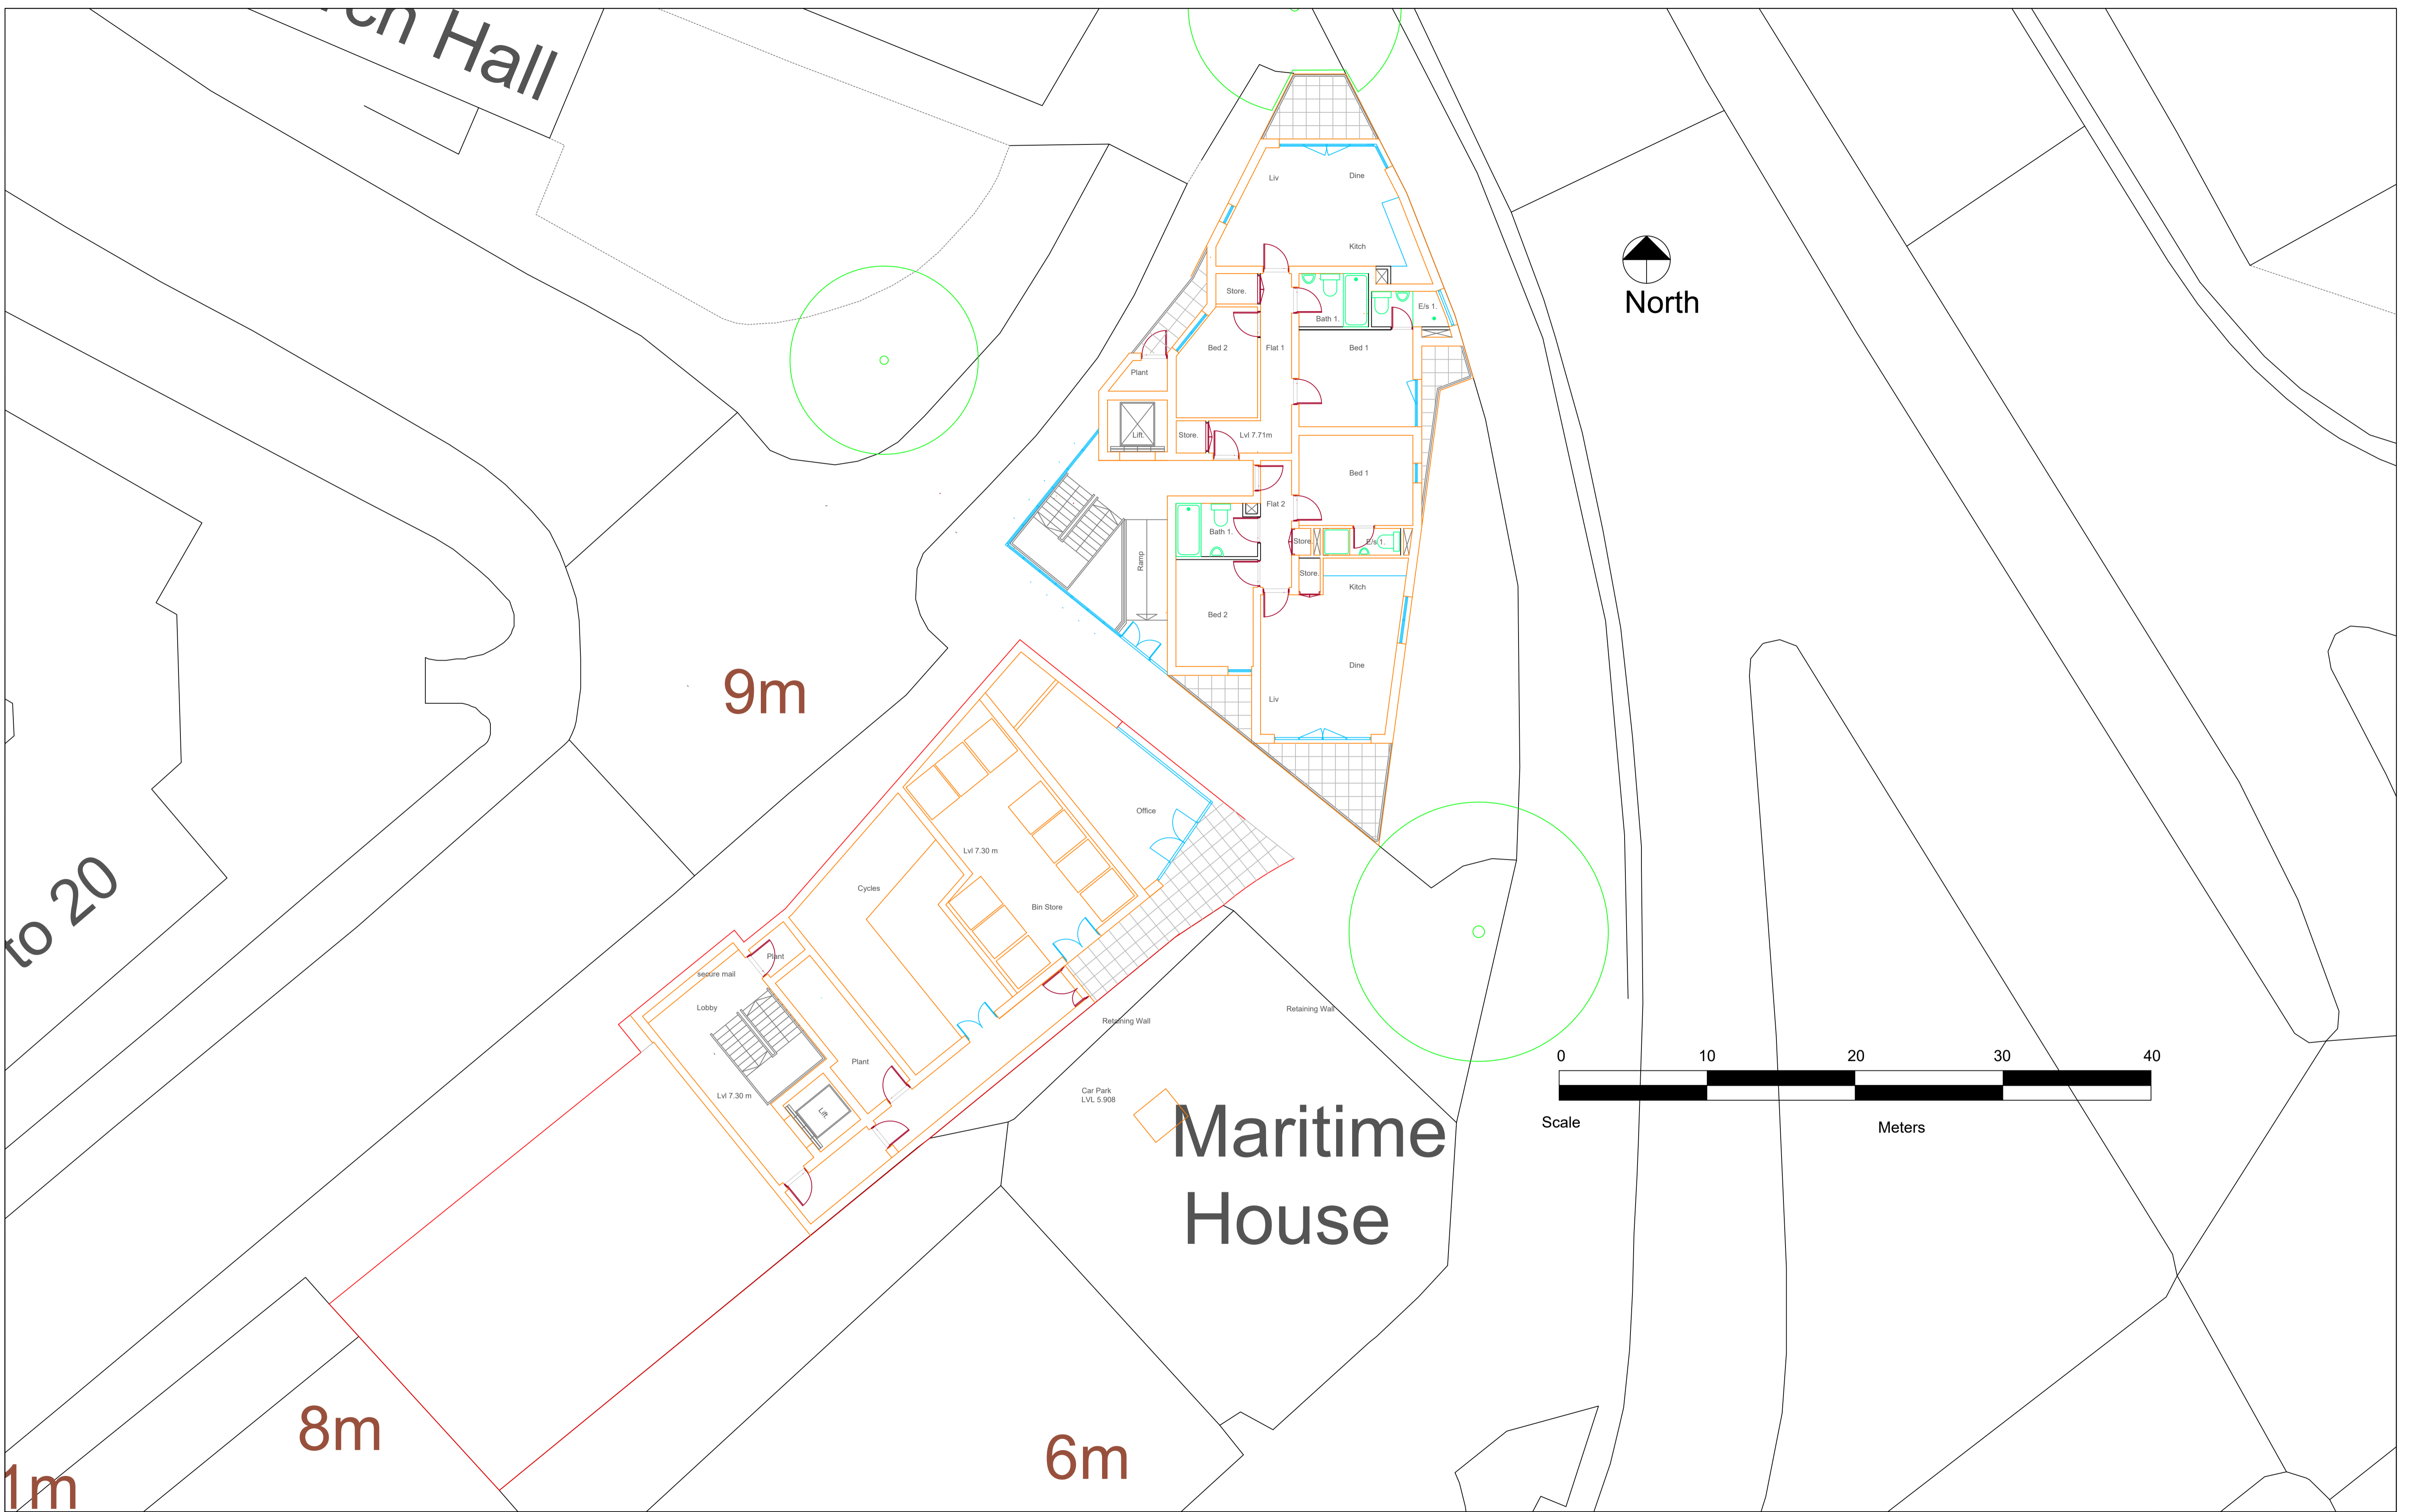 rch Hall
Liv
Dine
Kitch
North
Store.
E/s 1.
Bath 1.
Bed 2
Flat 1
Bed 1
Plant
Lift.
Store.
Lvl 7.71m
Bed 1
Flat 2
Bath 1.
Store.
E/s 1.
Ramp
Store.
Kitch
Bed 2
Dine
Liv
9m
Office
Lvl 7.30 m
Cycles
to 20
Bin Store
Plant
secure mail
Lobby
Retaining Wall
Retaining Wall
Plant
Lvl 7.30 m
Lift
Car Park
LVL 5.908
Maritime
House
0 10 20 30 40
Scale
Meters
8m
6m
1m